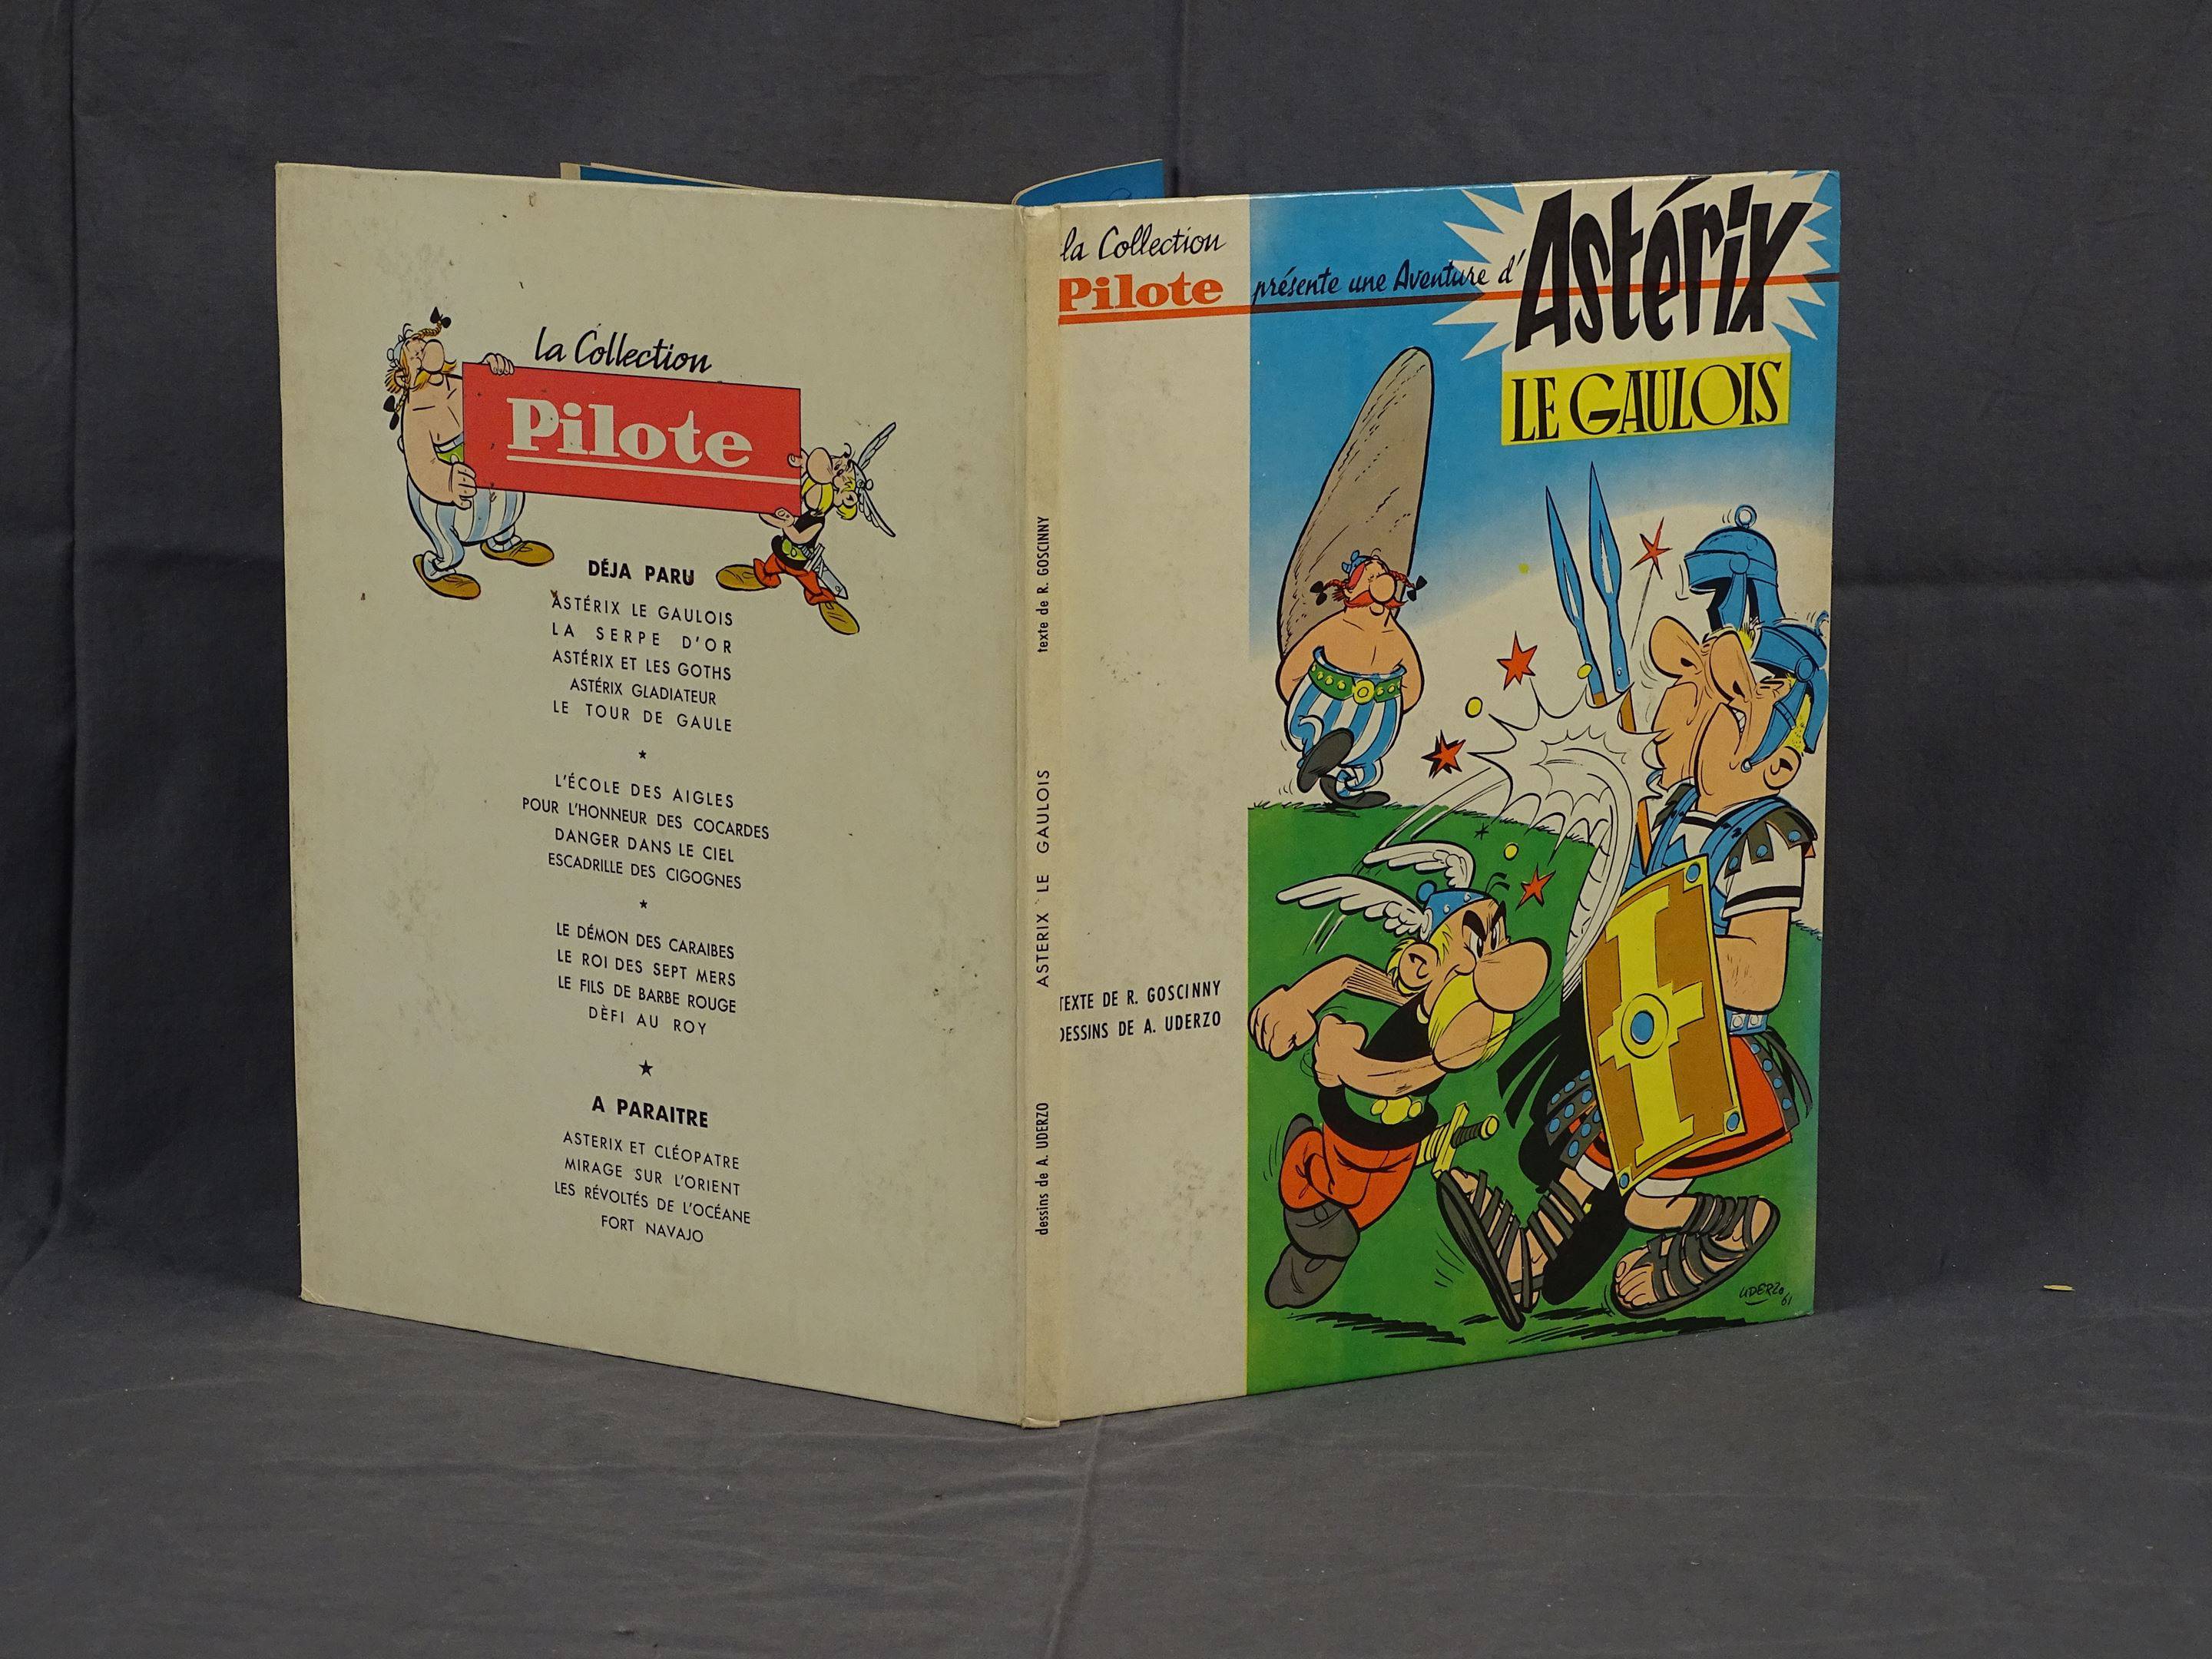 la Collection
Pilote
DÉJA PARU
ASTÉRIX LE GAULOIS
LA SERPE D'OR
ASTÉRIX ET LES GOTHS
ASTÉRIX GLADIATEUR
LE TOUR DE GAULE
L'ÉCOLE DES AIGLES
POUR L'HONNEUR DES COCARDES
DANGER DANS LE CIEL
ESCADRILLE DES CIGOGNES
LE DÉMON DES CARAIBES
LE ROI DES SEPT MERS
LE FILS DE BARBE ROUGE
DÈFI AU ROY
A PARAITRE
ASTERIX ET CLÉOPATRE
MIRAGE SUR L'ORIENT
LES RÉVOLTÉS DE L'OCÉANE
FORT NAVAJO
dessins de A. UDERZO
ASTERIX LE GAULOIS
texte de R. GOSCINNY
la Collection
Pilote
présente une Aventure d'
Astérix
LE GAULOIS
TEXTE DE R. GOSCINNY
DESSINS DE A. UDERZO
UDERZO 61